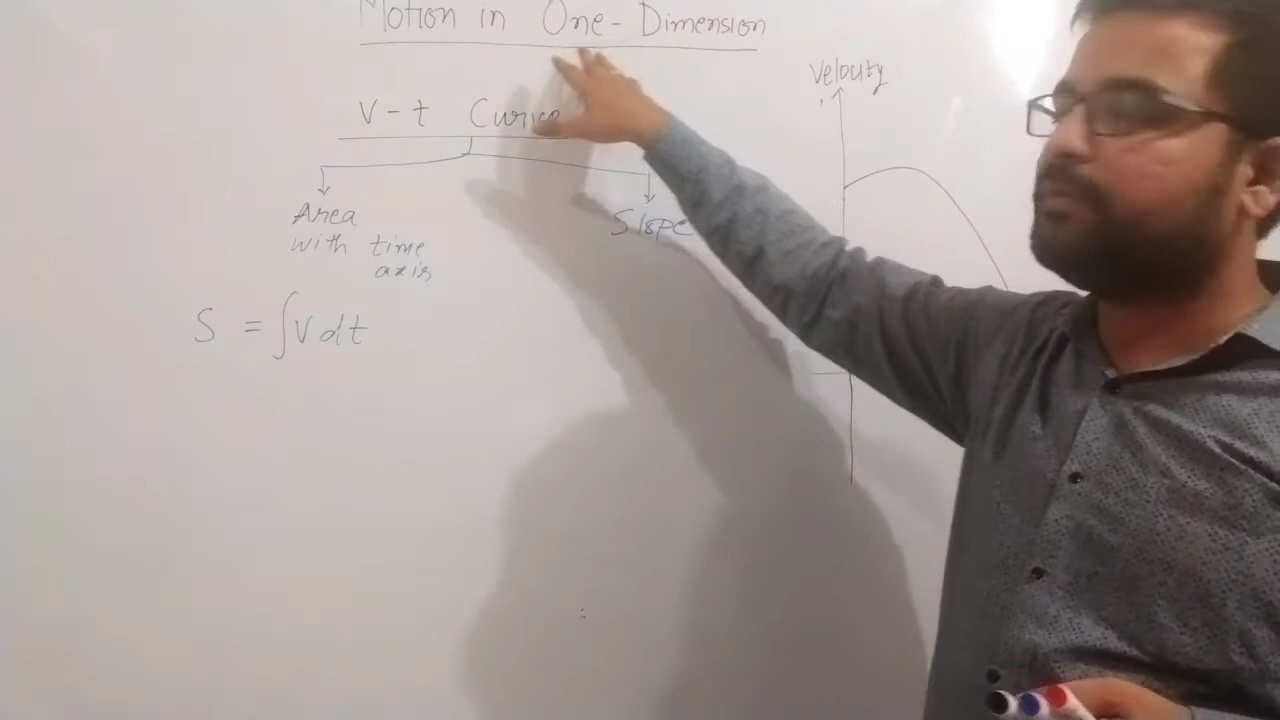 Motion in One-Dimension
V-t Curve
Velocity
Area
with time
axis
Slope
S = ∫v dt